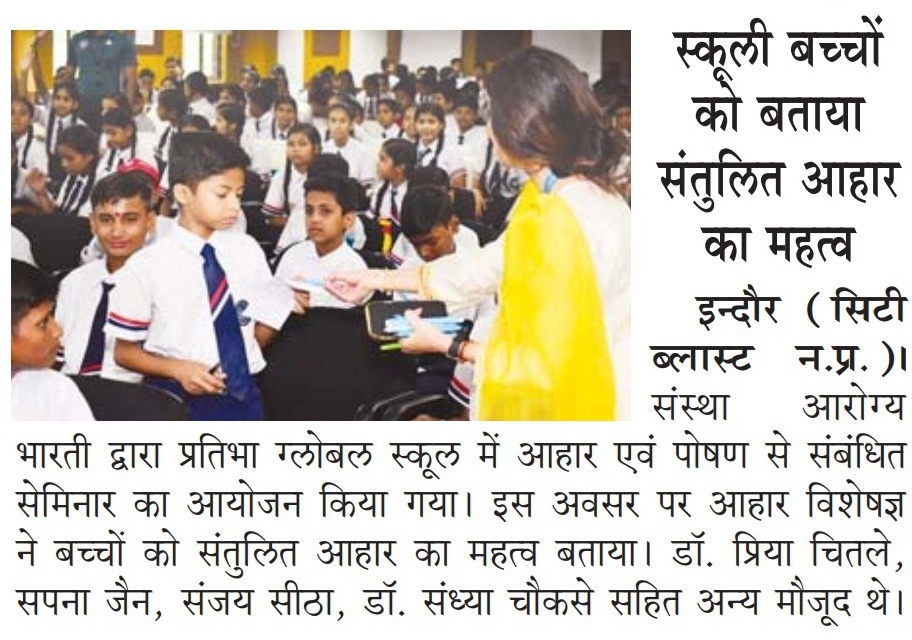 स्कूली बच्चों
को बताया
संतुलित आहार
का महत्व
इन्दौर ( सिटी
ब्लास्ट न.प्र. )।
संस्था आरोग्य
भारती द्वारा प्रतिभा ग्लोबल स्कूल में आहार एवं पोषण से संबंधित
सेमिनार का आयोजन किया गया। इस अवसर पर आहार विशेषज्ञ
ने बच्चों को संतुलित आहार का महत्व बताया। डॉ. प्रिया चितले,
सपना जैन, संजय सीठा, डॉ. संध्या चौकसे सहित अन्य मौजूद थे।